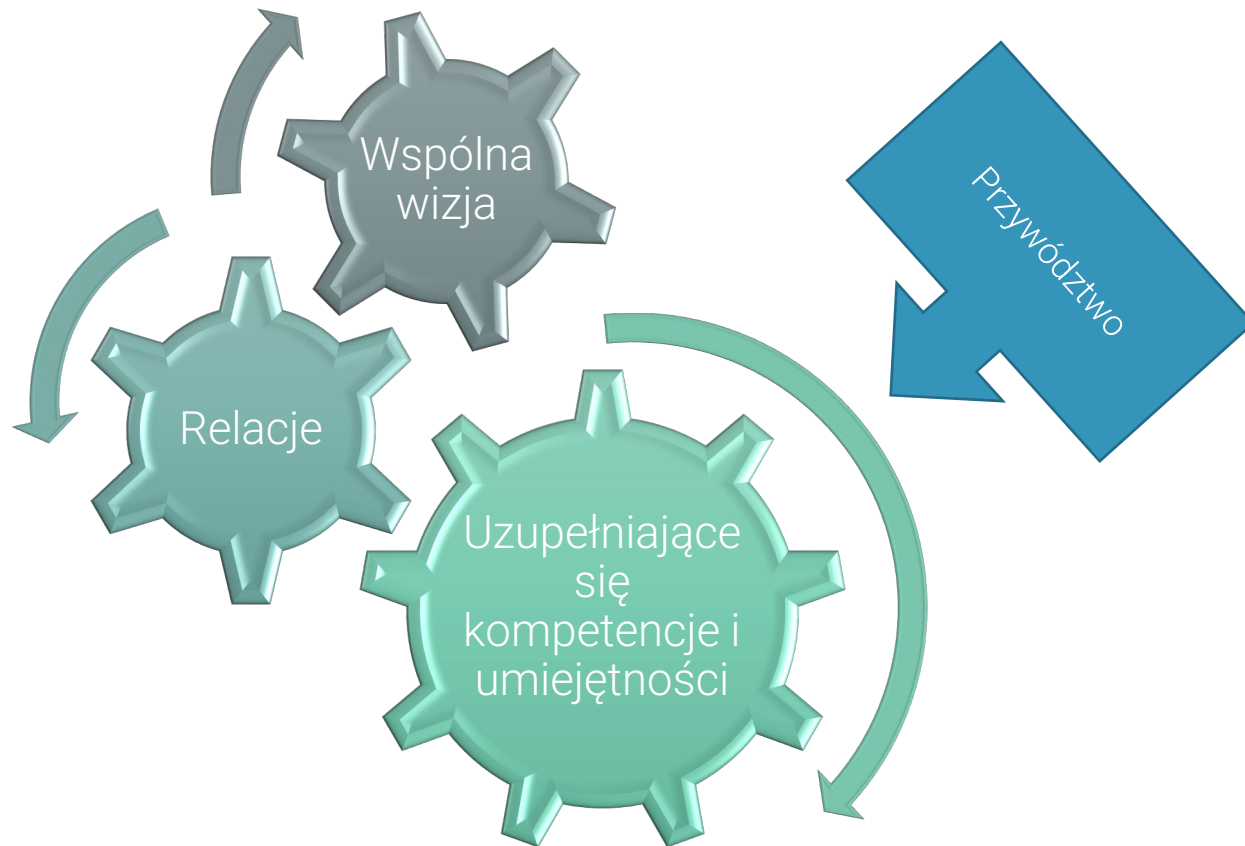 Wspólna
wizja
Przywództwo
Relacje
Uzupełniające
się
kompetencje i
umiejętności